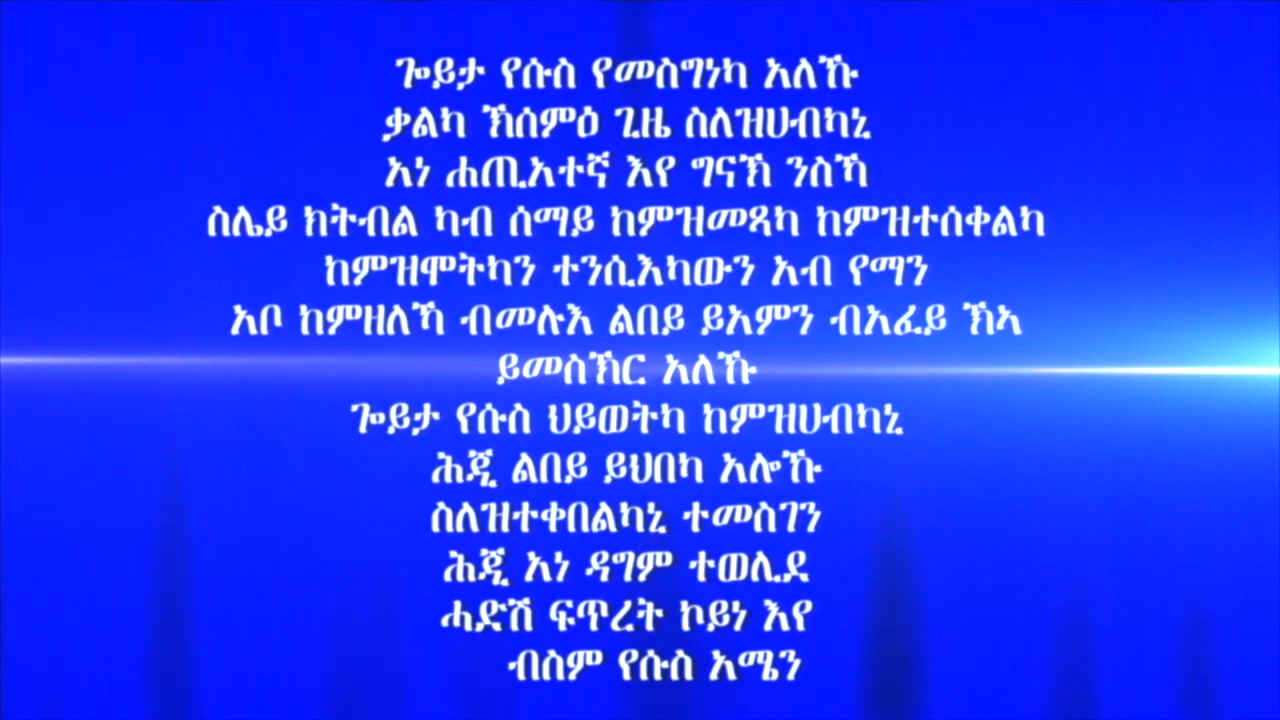 ጐይታ የሱስ የመስግነካ አለኹ
ቃልካ ኽሰምዕ ጊዜ ስለዝሀብካኒ
አነ ሐጢአተኛ እየ ግናኽ ንስኻ
ስሌይ ክትብል ካብ ሰማይ ከምዝመጻካ ከምዝተሰቀልካ
ከምዝሞትካን ተንሲእካውን አብ የማን
አቦ ከምዘለኻ ብመሉእ ልበይ ይአምን ብአፈይ ኽኣ
ይመስኽር አለኹ
ጐይታ የሱስ ህይወትካ ከምዝሀብካኒ
ሕጂ ልበይ ይህበካ አሎኹ
ስለዝተቀበልካኒ ተመስገን
ሕጂ አነ ዳግም ተወሊደ
ሓድሽ ፍጥረት ኮይነ እየ
ብስም የሱስ አሜን